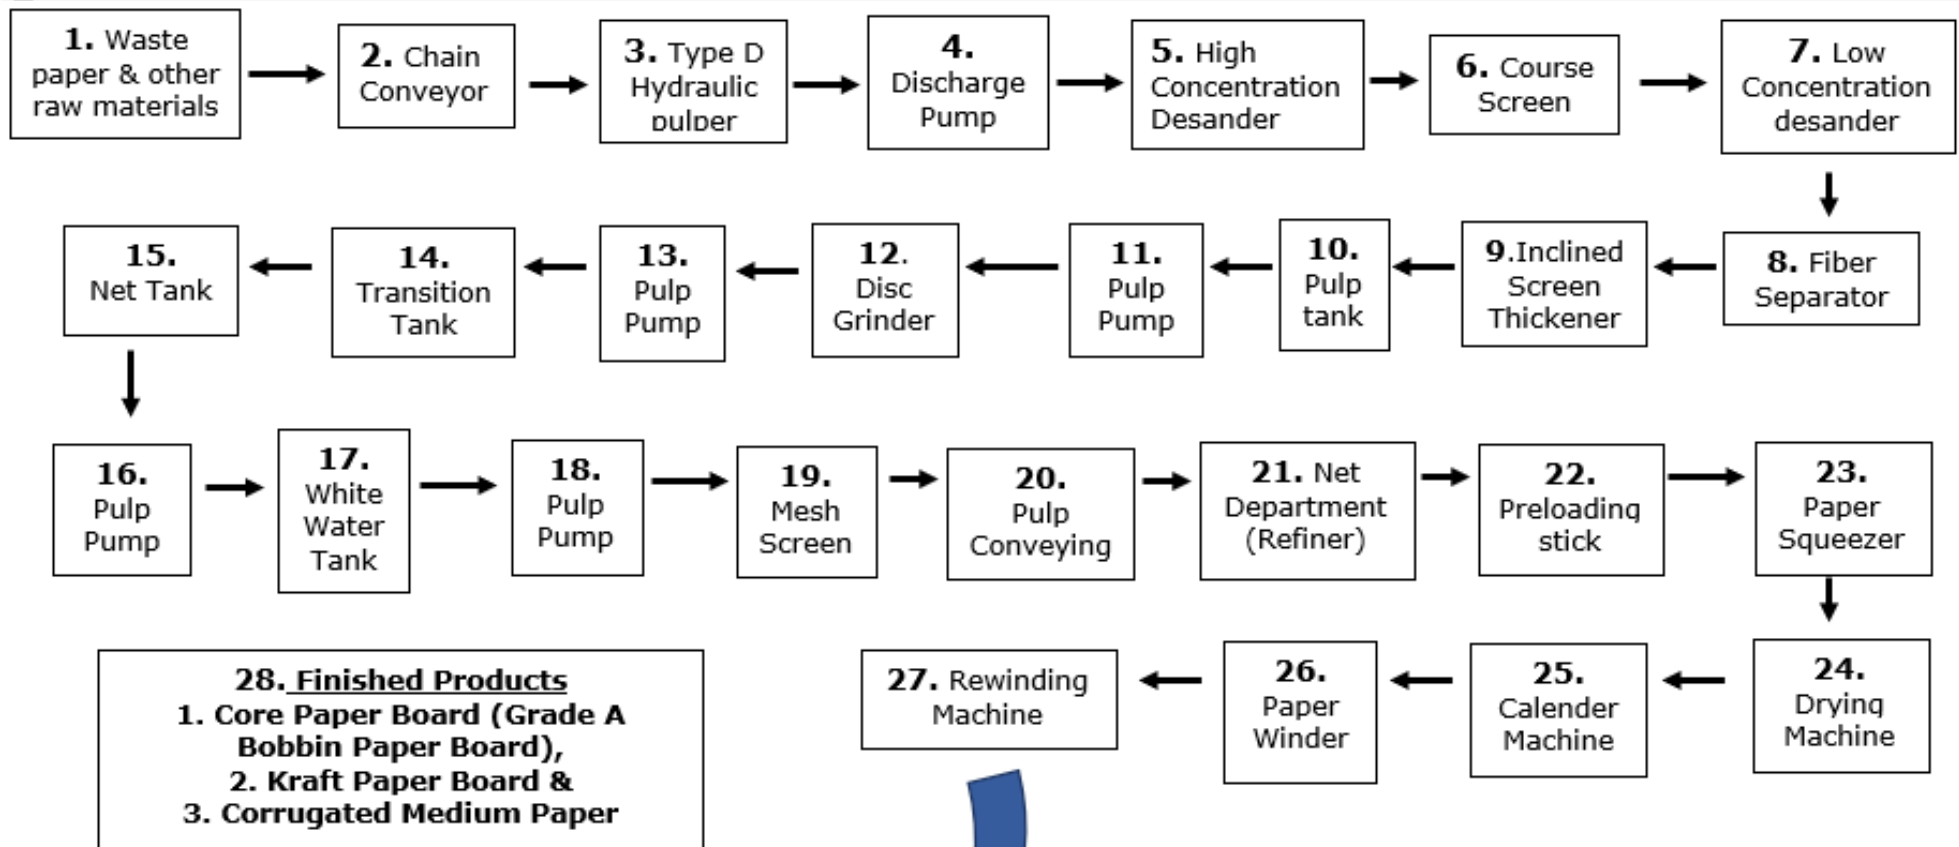 1. Waste
paper & other
raw materials
2. Chain
Conveyor
3. Type D
Hydraulic
pulper
4.
Discharge
Pump
5. High
Concentration
Desander
6. Course
Screen
7. Low
Concentration
desander
8. Fiber
Separator
9.Inclined
Screen
Thickener
10.
Pulp
tank
11.
Pulp
Pump
12.
Disc
Grinder
13.
Pulp
Pump
14.
Transition
Tank
15.
Net Tank
16.
Pulp
Pump
17.
White
Water
Tank
18.
Pulp
Pump
19.
Mesh
Screen
20.
Pulp
Conveying
21. Net
Department
(Refiner)
22.
Preloading
stick
23.
Paper
Squeezer
24.
Drying
Machine
25.
Calender
Machine
26.
Paper
Winder
27. Rewinding
Machine
28. Finished Products
1. Core Paper Board (Grade A
Bobbin Paper Board),
2. Kraft Paper Board &
3. Corrugated Medium Paper